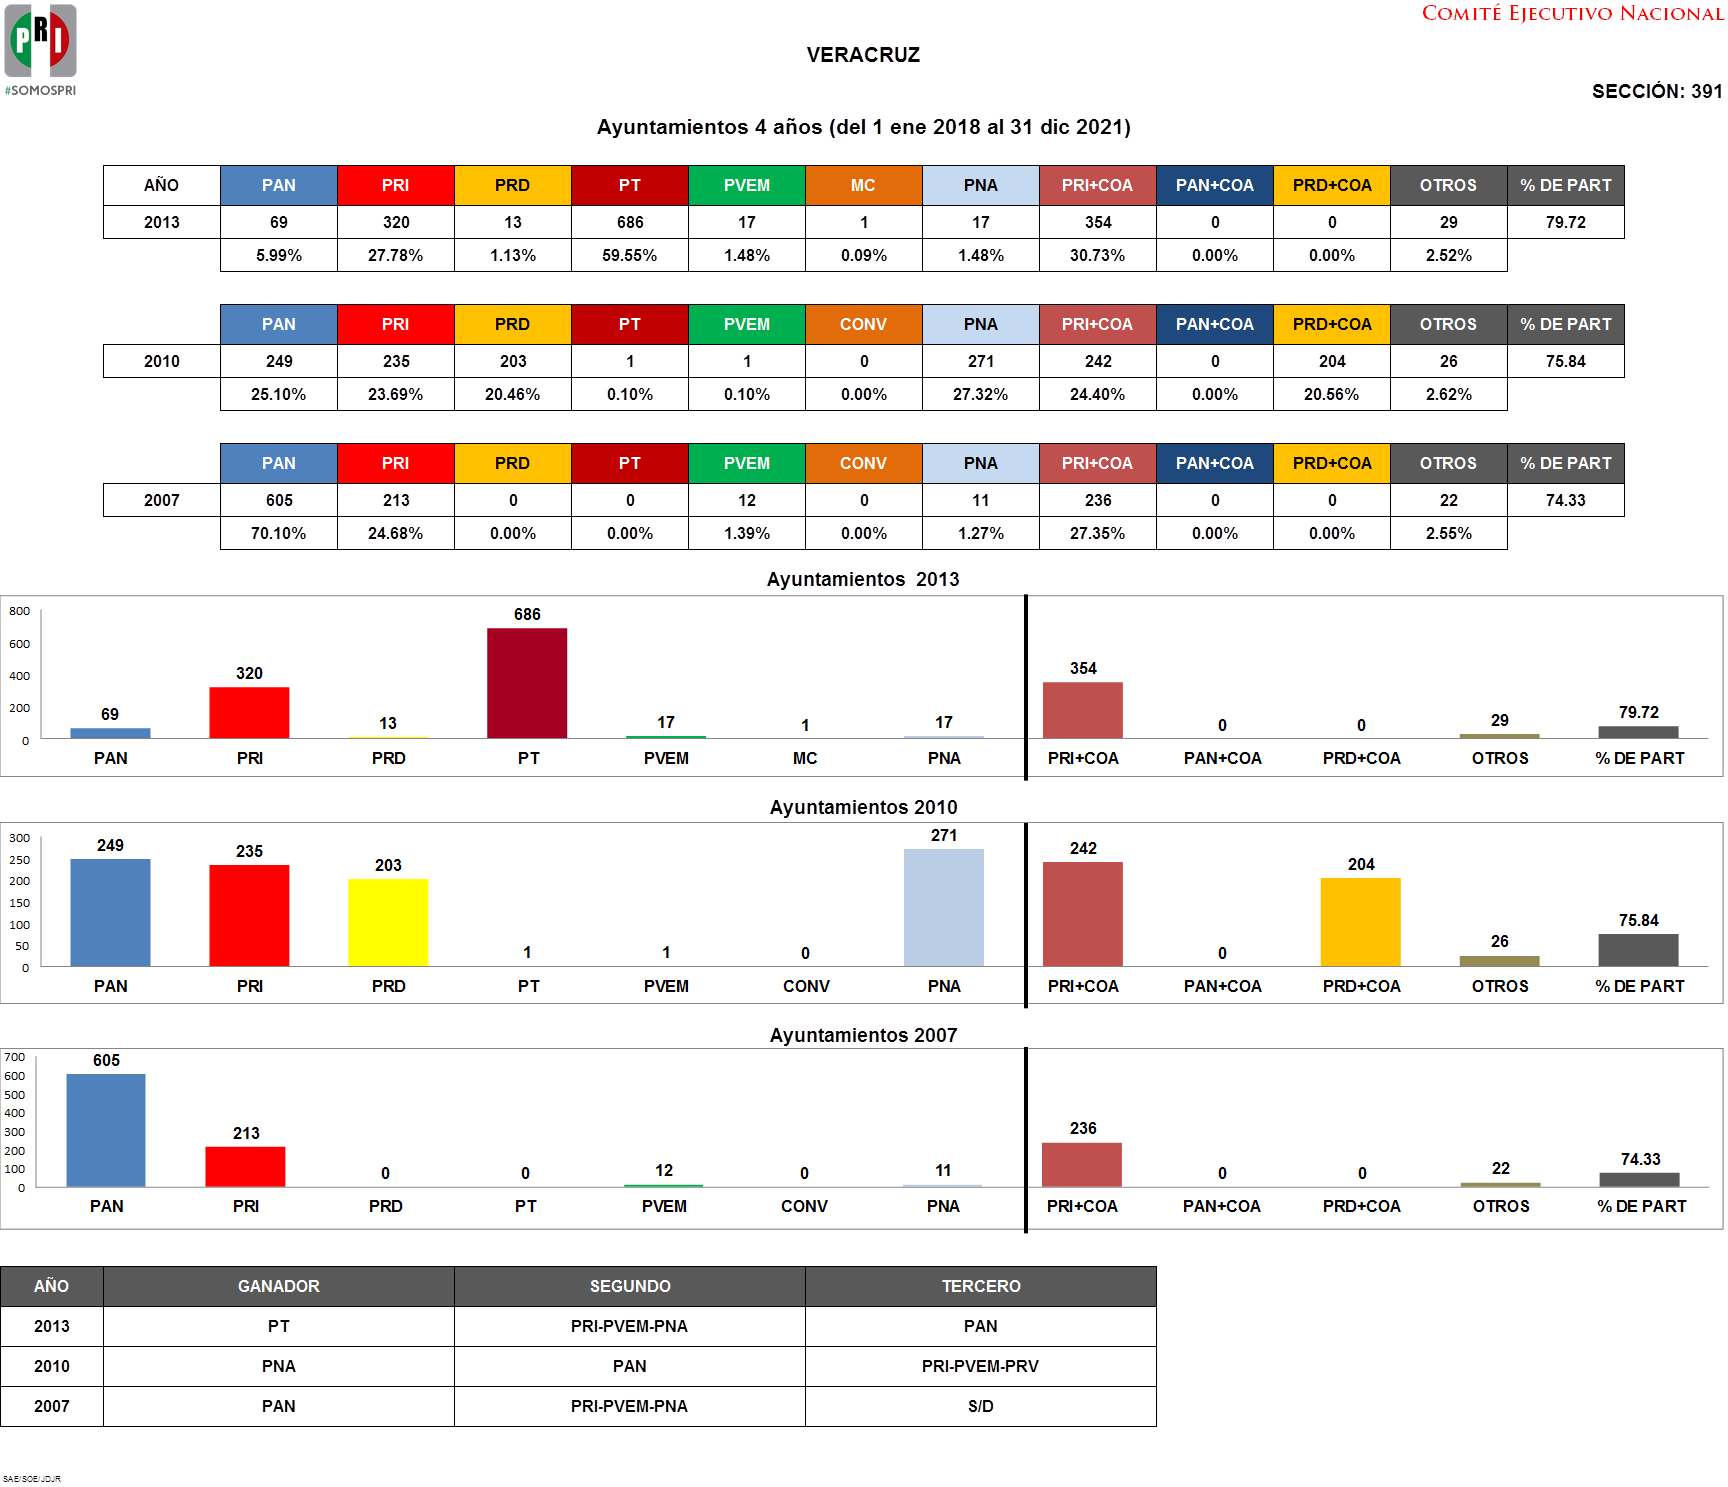 PRI
#SOMOSPRI
COMITÉ EJECUTIVO NACIONAL
VERACRUZ
SECCIÓN: 391
Ayuntamientos 4 años (del 1 ene 2018 al 31 dic 2021)
AÑO PAN PRI PRD PT PVEM MC PNA PRI+COA PAN+COA PRD+COA OTROS % DE PART
2013 69 320 13 686 17 1 17 354 0 0 29 79.72
5.99% 27.78% 1.13% 59.55% 1.48% 0.09% 1.48% 30.73% 0.00% 0.00% 2.52%
PAN PRI PRD PT PVEM CONV PNA PRI+COA PAN+COA PRD+COA OTROS % DE PART
2010 249 235 203 1 1 0 271 242 0 204 26 75.84
25.10% 23.69% 20.46% 0.10% 0.10% 0.00% 27.32% 24.40% 0.00% 20.56% 2.62%
PAN PRI PRD PT PVEM CONV PNA PRI+COA PAN+COA PRD+COA OTROS % DE PART
2007 605 213 0 0 12 0 11 236 0 0 22 74.33
70.10% 24.68% 0.00% 0.00% 1.39% 0.00% 1.27% 27.35% 0.00% 0.00% 2.55%
Ayuntamientos 2013
800
600
400
200
0
69 320 13 686 17 1 17 354 0 0 29 79.72
PAN PRI PRD PT PVEM MC PNA PRI+COA PAN+COA PRD+COA OTROS % DE PART
Ayuntamientos 2010
300
250
200
150
100
50
0
249 235 203 1 1 0 271 242 0 204 26 75.84
PAN PRI PRD PT PVEM CONV PNA PRI+COA PAN+COA PRD+COA OTROS % DE PART
Ayuntamientos 2007
700
600
500
400
300
200
100
0
605 213 0 0 12 0 11 236 0 0 22 74.33
PAN PRI PRD PT PVEM CONV PNA PRI+COA PAN+COA PRD+COA OTROS % DE PART
AÑO GANADOR SEGUNDO TERCERO
2013 PT PRI-PVEM-PNA PAN
2010 PNA PAN PRI-PVEM-PRV
2007 PAN PRI-PVEM-PNA S/D
SAE/SOE/JDJR